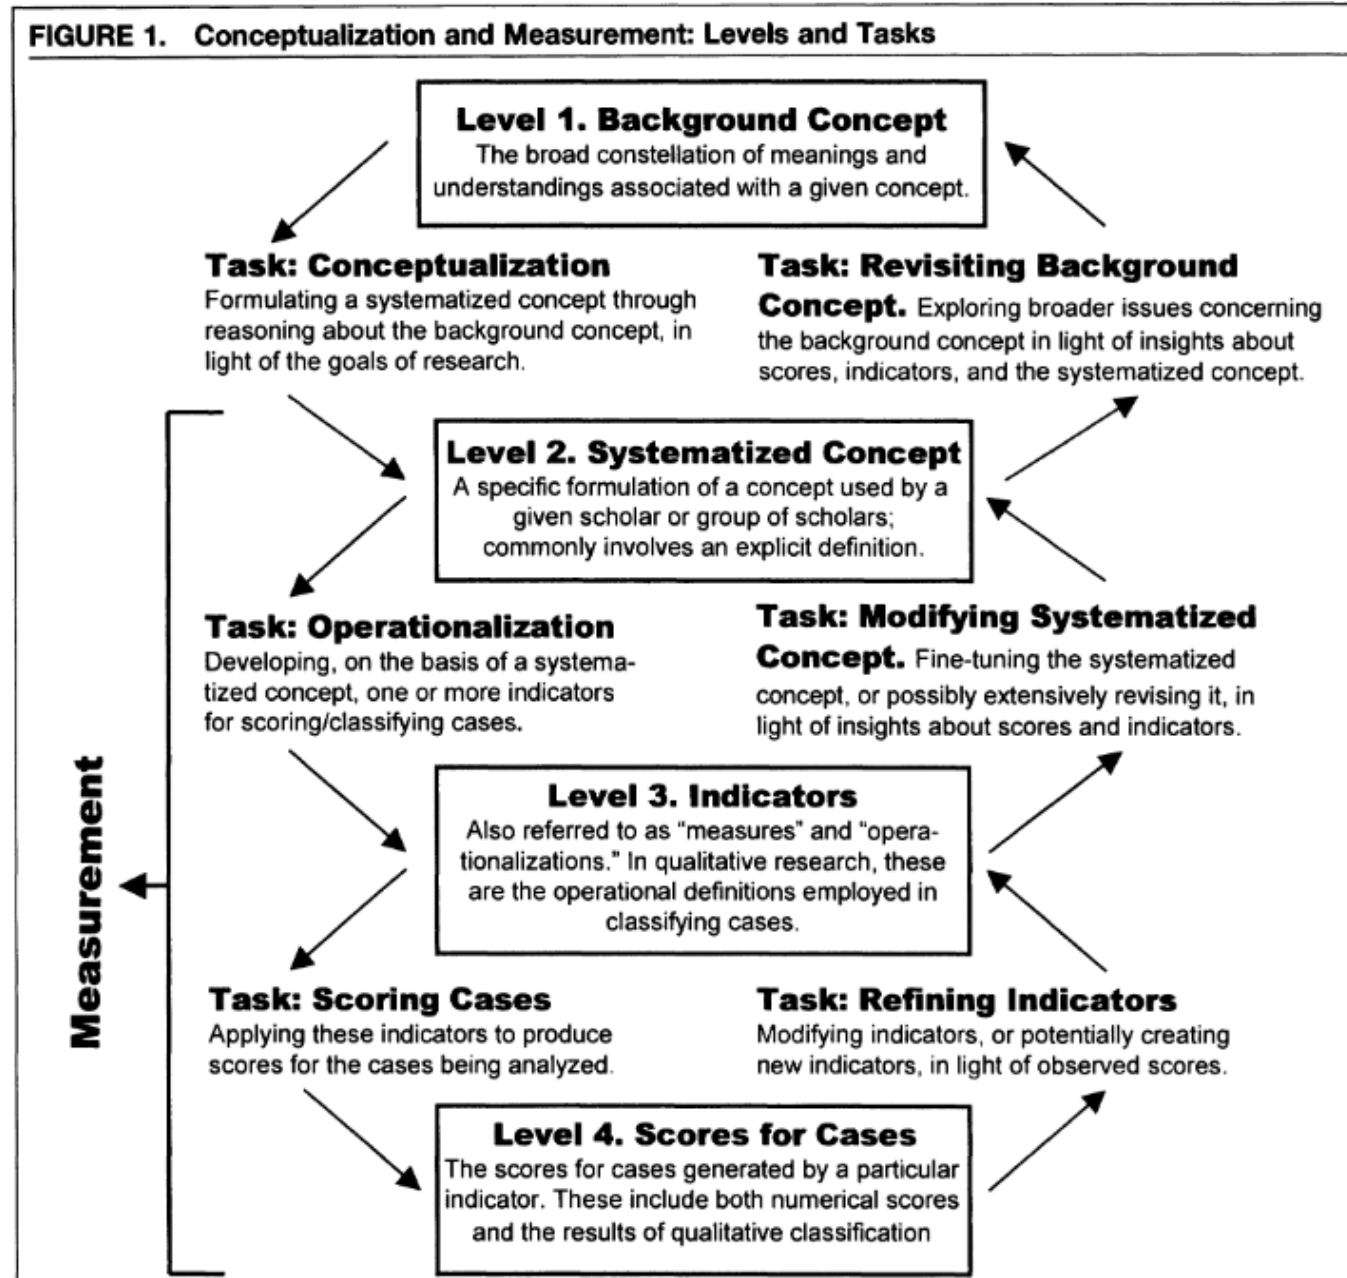 FIGURE 1. Conceptualization and Measurement: Levels and Tasks
Level 1. Background Concept
The broad constellation of meanings and
understandings associated with a given concept.
Task: Conceptualization
Formulating a systematized concept through
reasoning about the background concept, in
light of the goals of research.
Task: Revisiting Background
Concept. Exploring broader issues concerning
the background concept in light of insights about
scores, indicators, and the systematized concept.
Level 2. Systematized Concept
A specific formulation of a concept used by a
given scholar or group of scholars;
commonly involves an explicit definition.
Task: Operationalization
Developing, on the basis of a systema-
tized concept, one or more indicators
for scoring/classifying cases.
Task: Modifying Systematized
Concept. Fine-tuning the systematized
concept, or possibly extensively revising it, in
light of insights about scores and indicators.
Measurement
Level 3. Indicators
Also referred to as “measures” and “opera-
tionalizations.” In qualitative research, these
are the operational definitions employed in
classifying cases.
Task: Scoring Cases
Applying these indicators to produce
scores for the cases being analyzed.
Task: Refining Indicators
Modifying indicators, or potentially creating
new indicators, in light of observed scores.
Level 4. Scores for Cases
The scores for cases generated by a particular
indicator. These include both numerical scores
and the results of qualitative classification